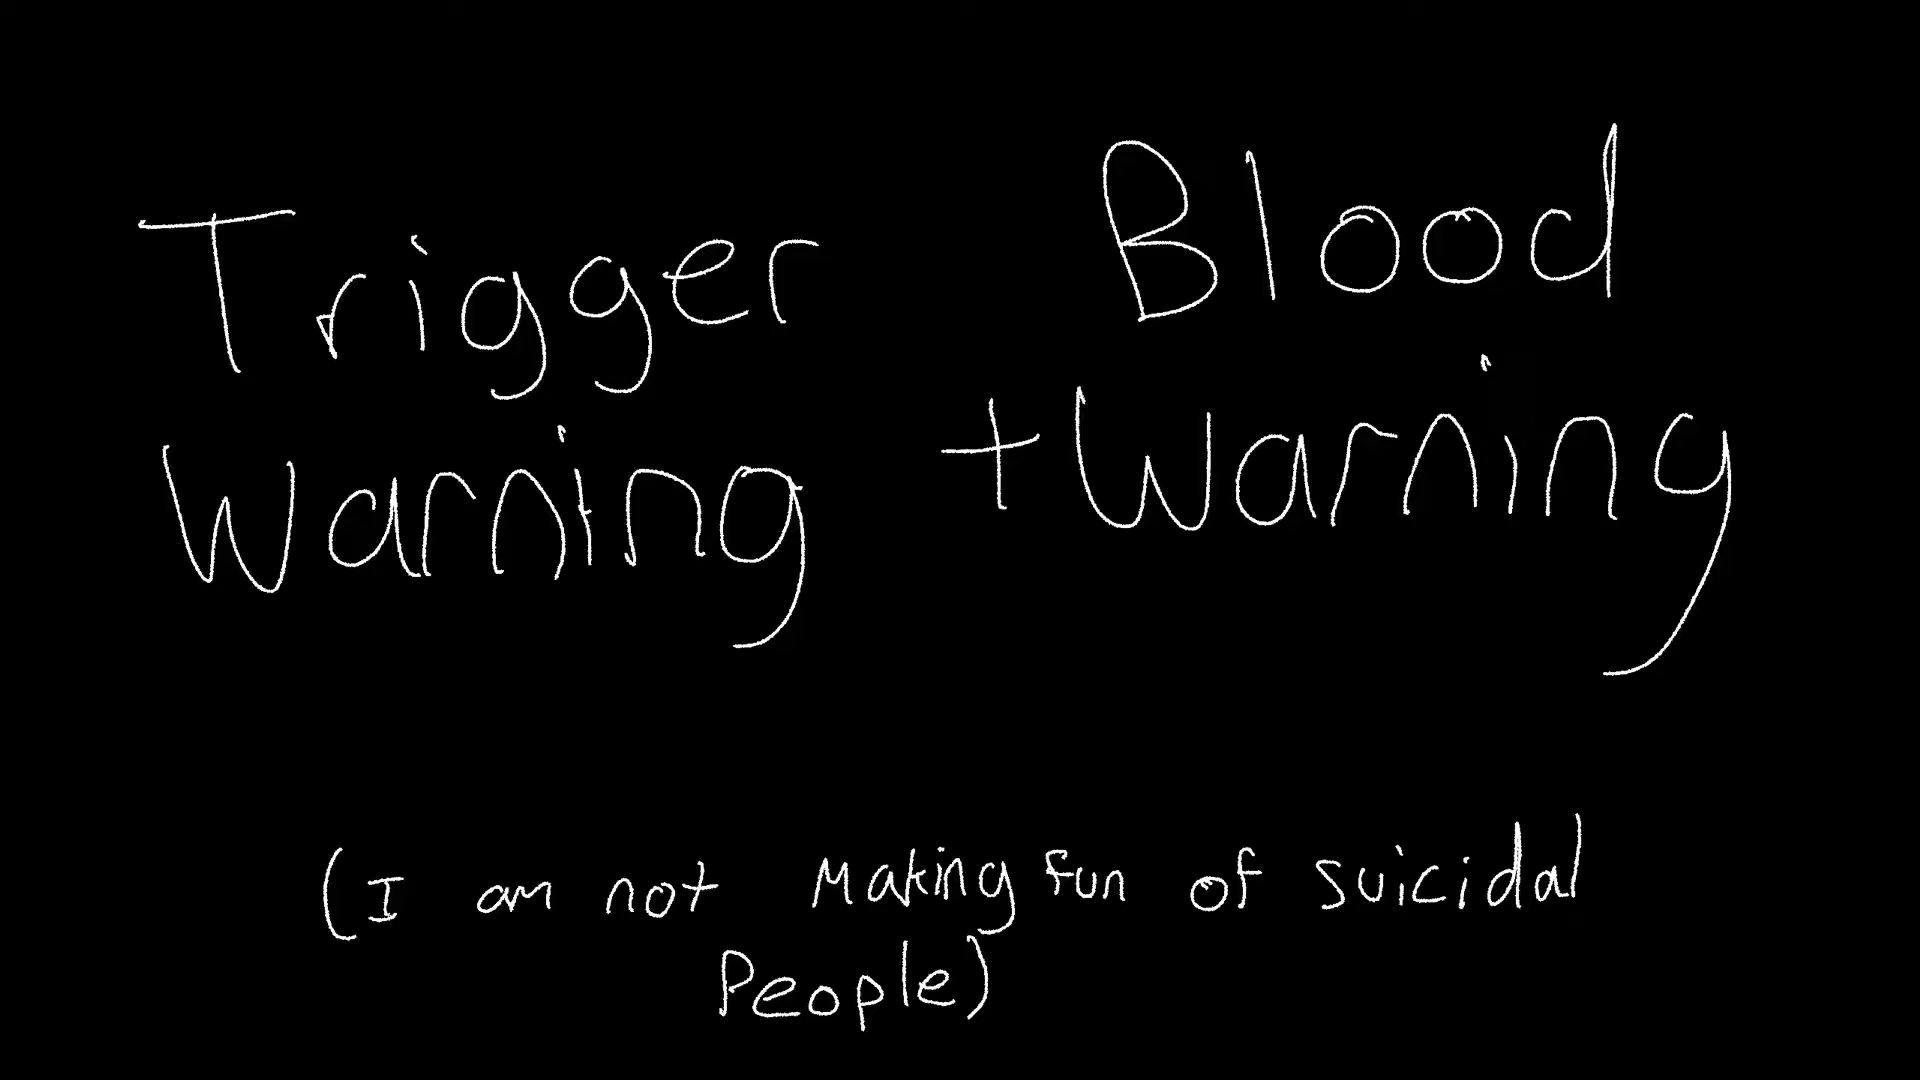 Trigger
Warning
Blood
+ Warning
(I am not Making fun of suicidal
People)